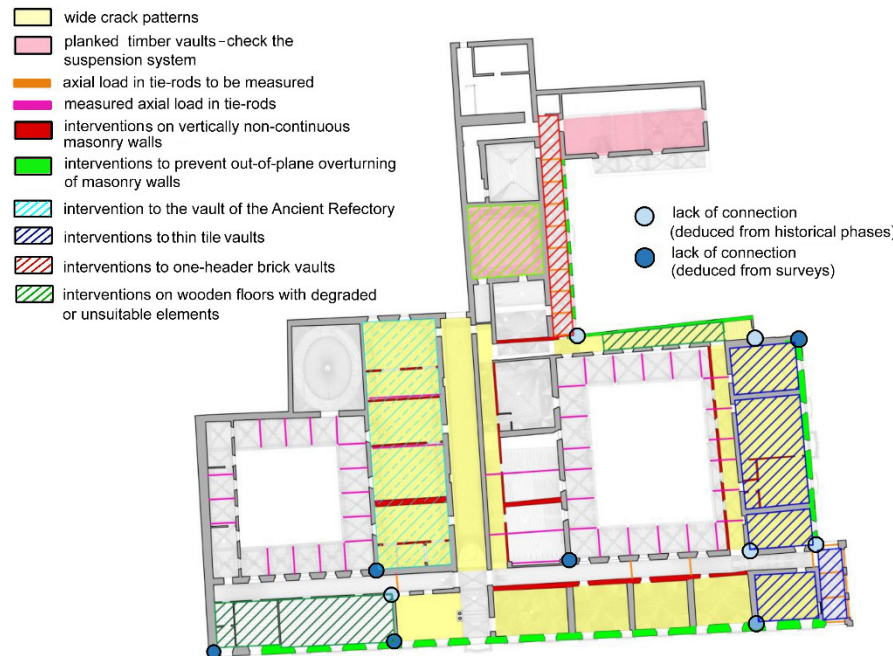 wide crack patterns
planked timber vaults-check the
suspension system
axial load in tie-rods to be measured
measured axial load in tie-rods
interventions on vertically non-continuous
masonry walls
interventions to prevent out-of-plane overturning
of masonry walls
intervention to the vault of the Ancient Refectory
interventions to thin tile vaults
interventions to one-header brick vaults
interventions on wooden floors with degraded
or unsuitable elements
lack of connection
(deduced from historical phases)
lack of connection
(deduced from surveys)